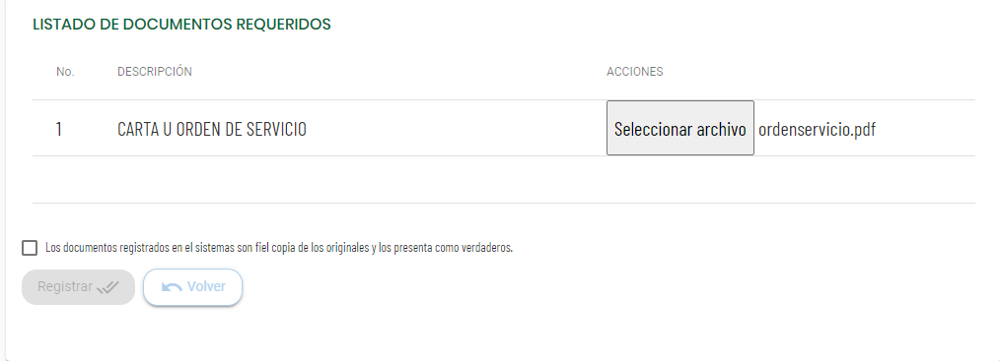 LISTADO DE DOCUMENTOS REQUERIDOS
No. DESCRIPCIÓN ACCIONES
1 CARTA U ORDEN DE SERVICIO Seleccionar archivo ordenservicio.pdf
Los documentos registrados en el sistemas son fiel copia de los originales y los presenta como verdaderos.
Registrar Volver